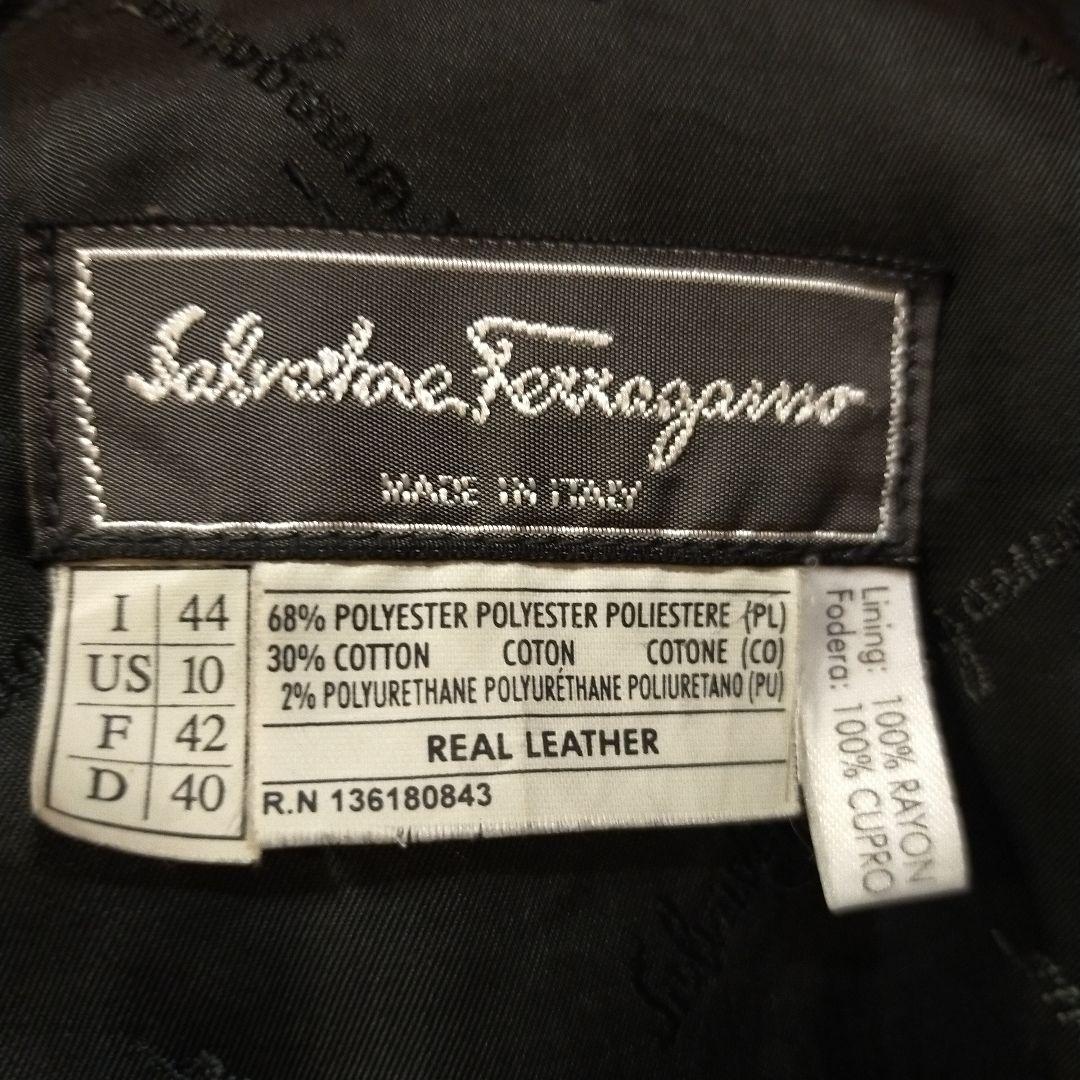 Salvatore Ferragamo
MADE IN ITALY
I 44
US 10
F 42
D 40
68% POLYESTER POLYESTER POLIESTERE (PL)
30% COTTON COTON COTONE (CO)
2% POLYURETHANE POLYURÉTHANE POLIURETANO (PU)
REAL LEATHER
R.N 136180843
Lining: 100% RAYON
Fodera: 100% CUPRO